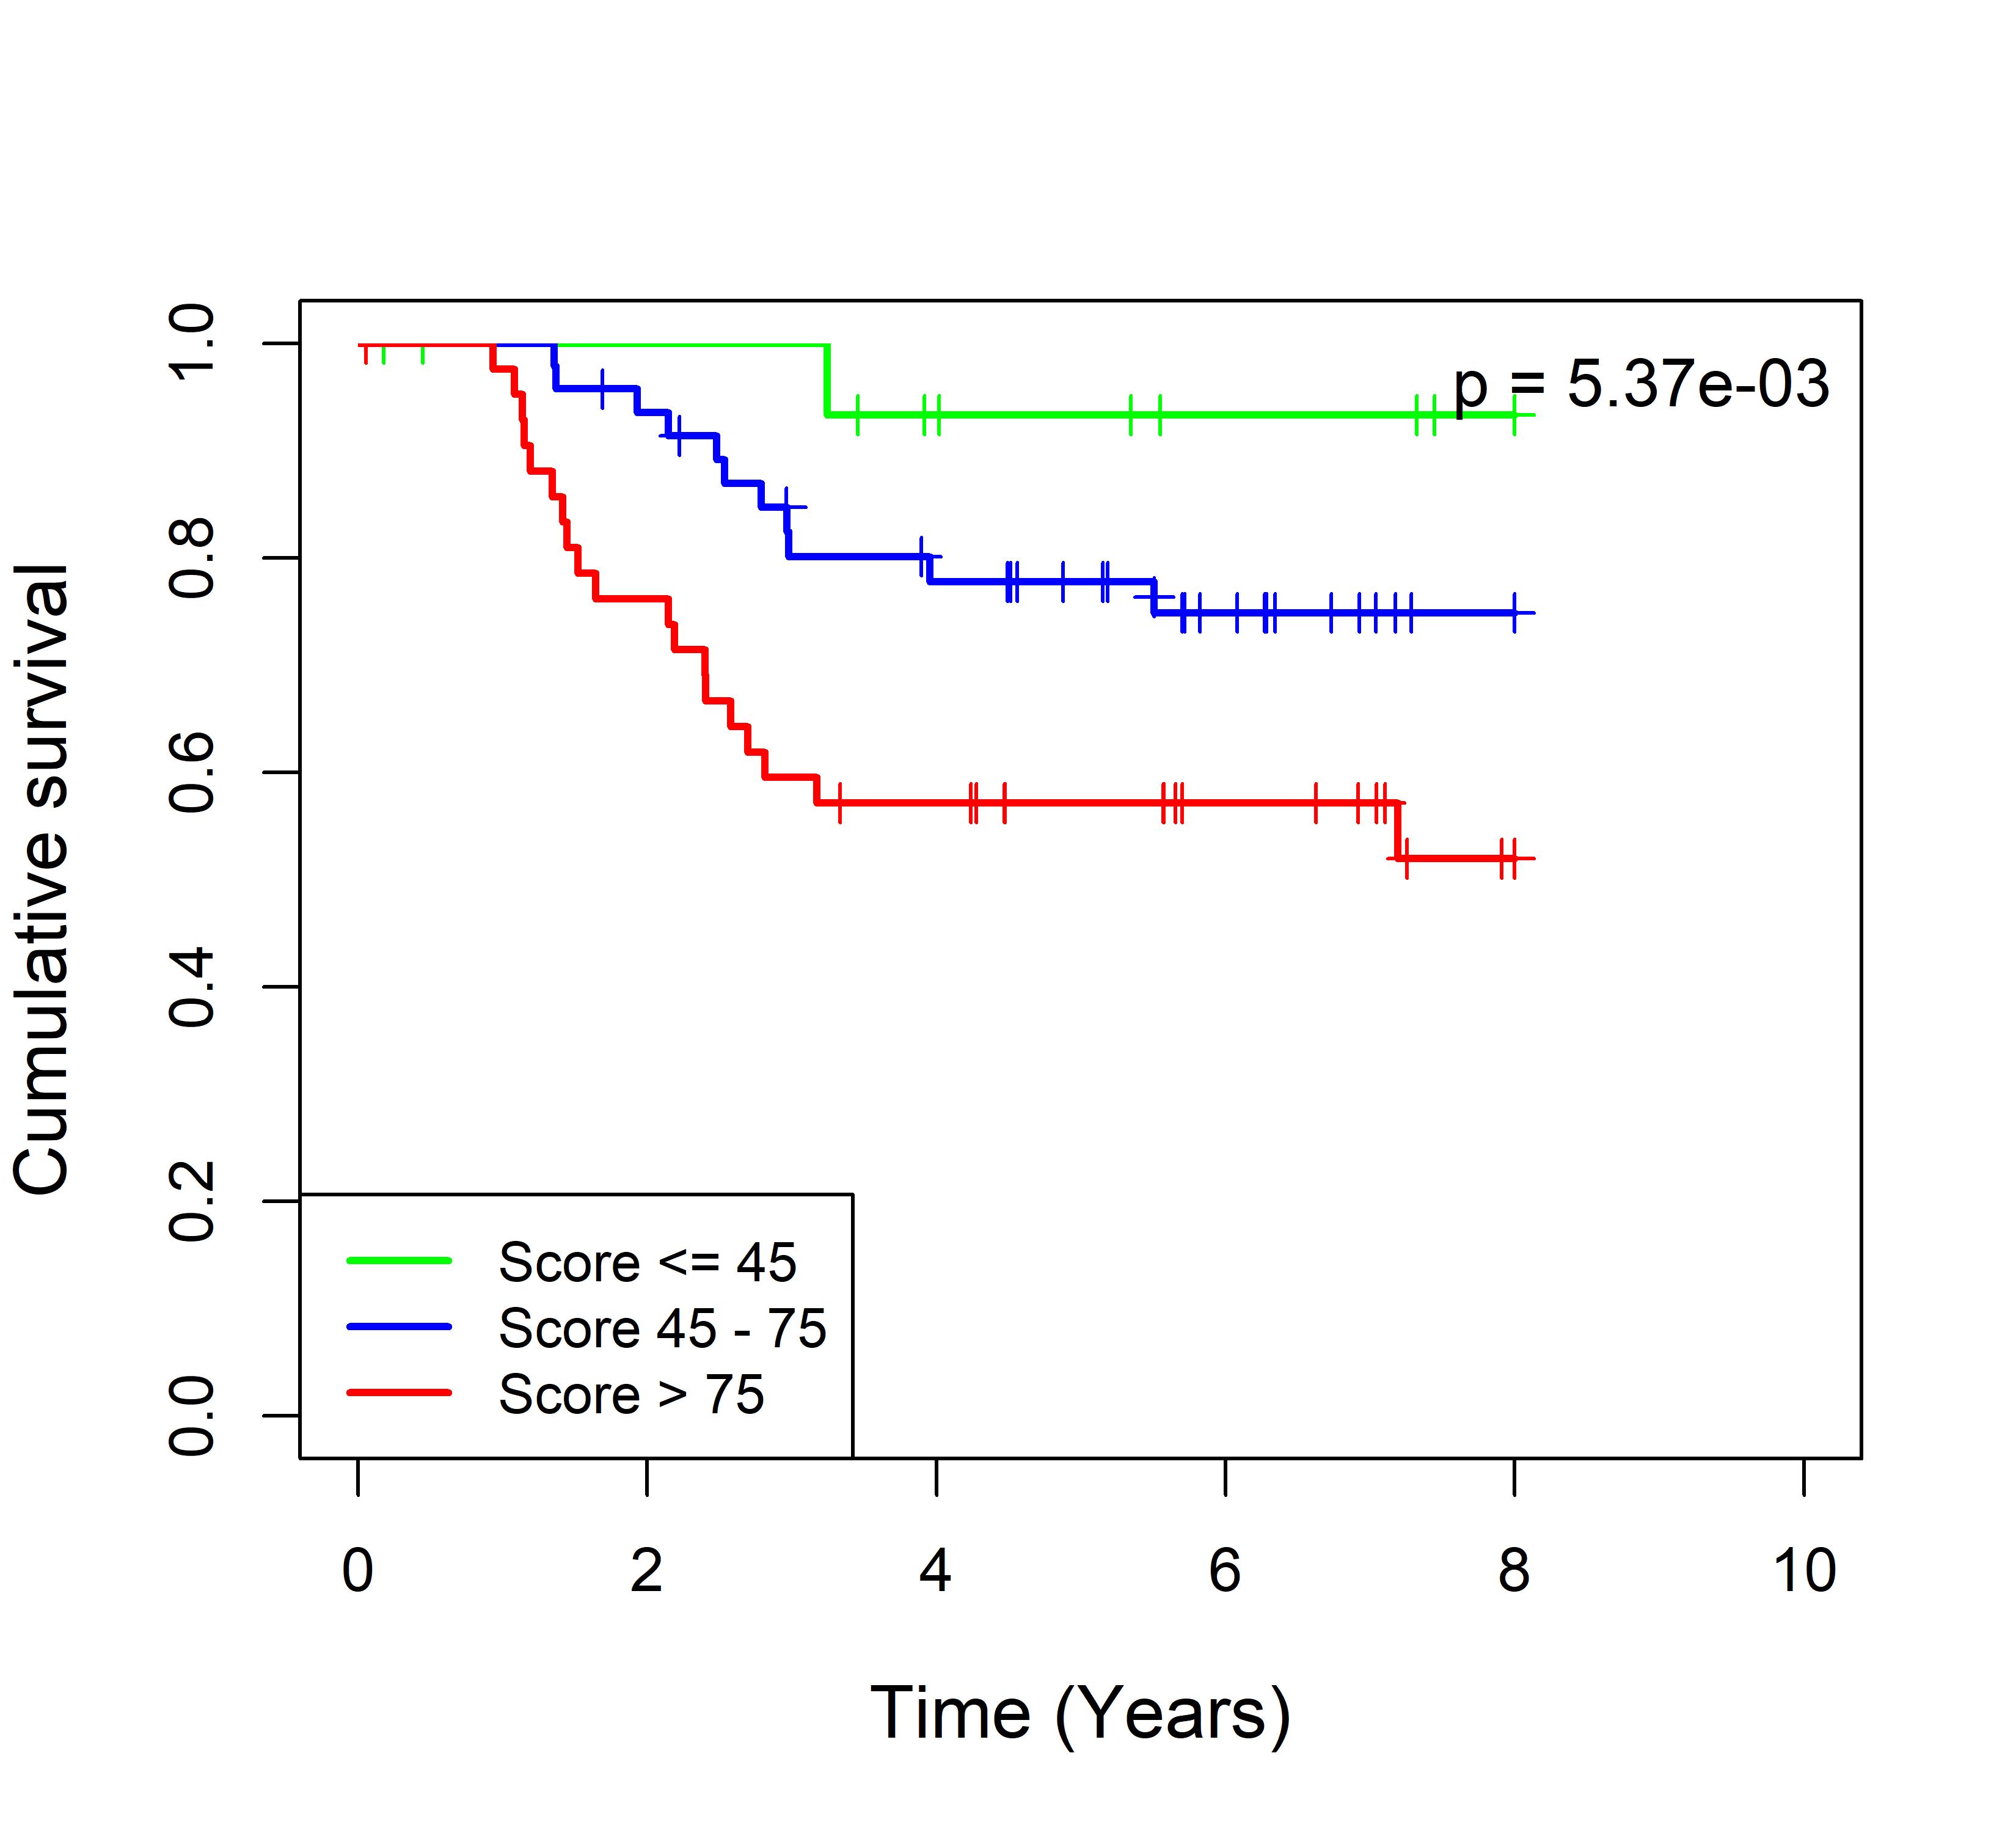 p = 5.37e-03
Cumulative survival
1.0
0.8
0.6
0.4
0.2
0.0
Score <= 45
Score 45 - 75
Score > 75
0 2 4 6 8 10
Time (Years)